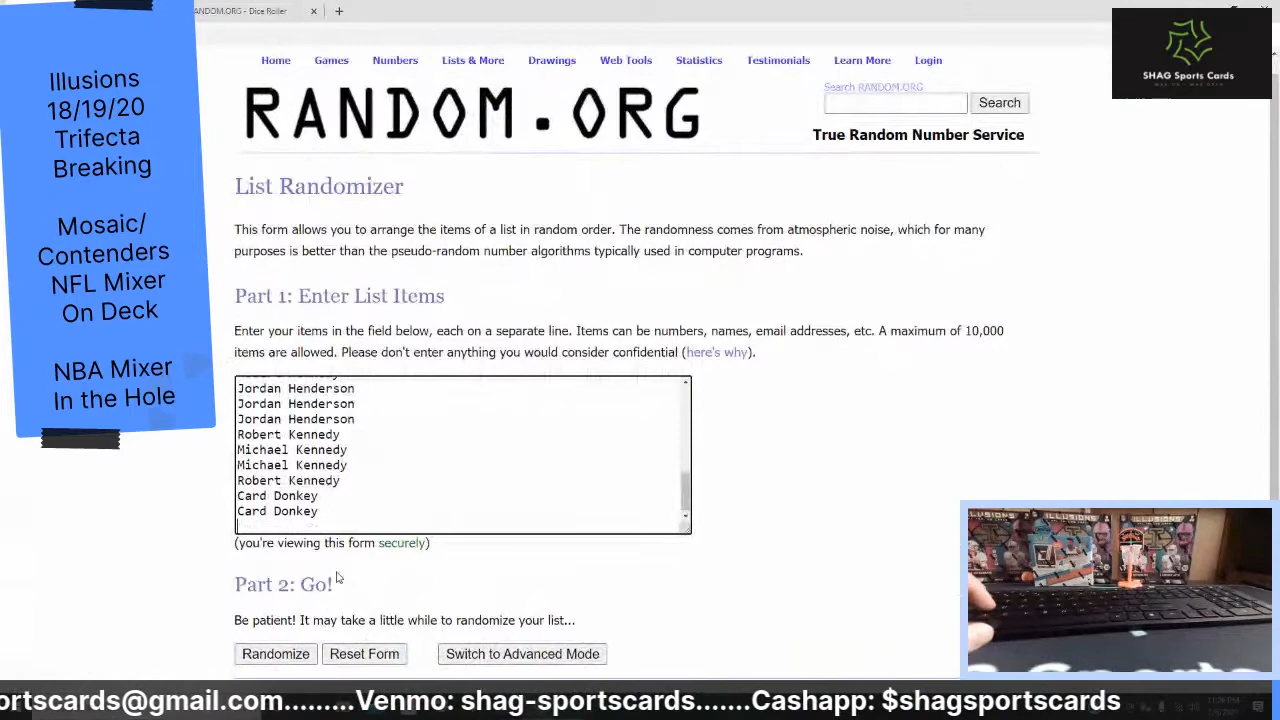 ANDOM.ORG - Dice Roller
Home Games Numbers Lists & More Drawings Web Tools Statistics Testimonials Learn More Login
RANDOM.ORG
Search RANDOM.ORG
Search
True Random Number Service
SHAG Sports Cards
Illusions
18/19/20
Trifecta
Breaking
Mosaic/
Contenders
NFL Mixer
On Deck
NBA Mixer
In the Hole
List Randomizer
This form allows you to arrange the items of a list in random order. The randomness comes from atmospheric noise, which for many
purposes is better than the pseudo-random number algorithms typically used in computer programs.
Part 1: Enter List Items
Enter your items in the field below, each on a separate line. Items can be numbers, names, email addresses, etc. A maximum of 10,000
items are allowed. Please don't enter anything you would consider confidential (here's why).
Jordan Henderson
Jordan Henderson
Jordan Henderson
Robert Kennedy
Michael Kennedy
Michael Kennedy
Robert Kennedy
Card Donkey
Card Donkey
(you're viewing this form securely)
Part 2: Go!
Be patient! It may take a little while to randomize your list...
Randomize Reset Form Switch to Advanced Mode
ILLUSIONS ILLUSIONS
ortscards@gmail.com.........Venmo: shag-sportscards.......Cashapp: $shagsportscards